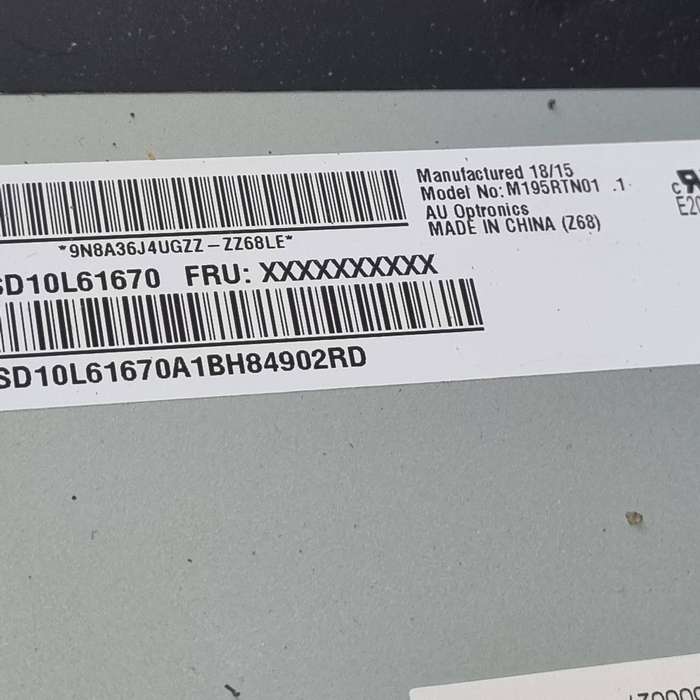 Manufactured 18/15
Model No: M195RTN01 .1
AU Optronics
MADE IN CHINA (Z68)
*9N8A36J4UGZZ-ZZ68LE*
SD10L61670 FRU: XXXXXXXXXX
SD10L61670A1BH84902RD
c
E20